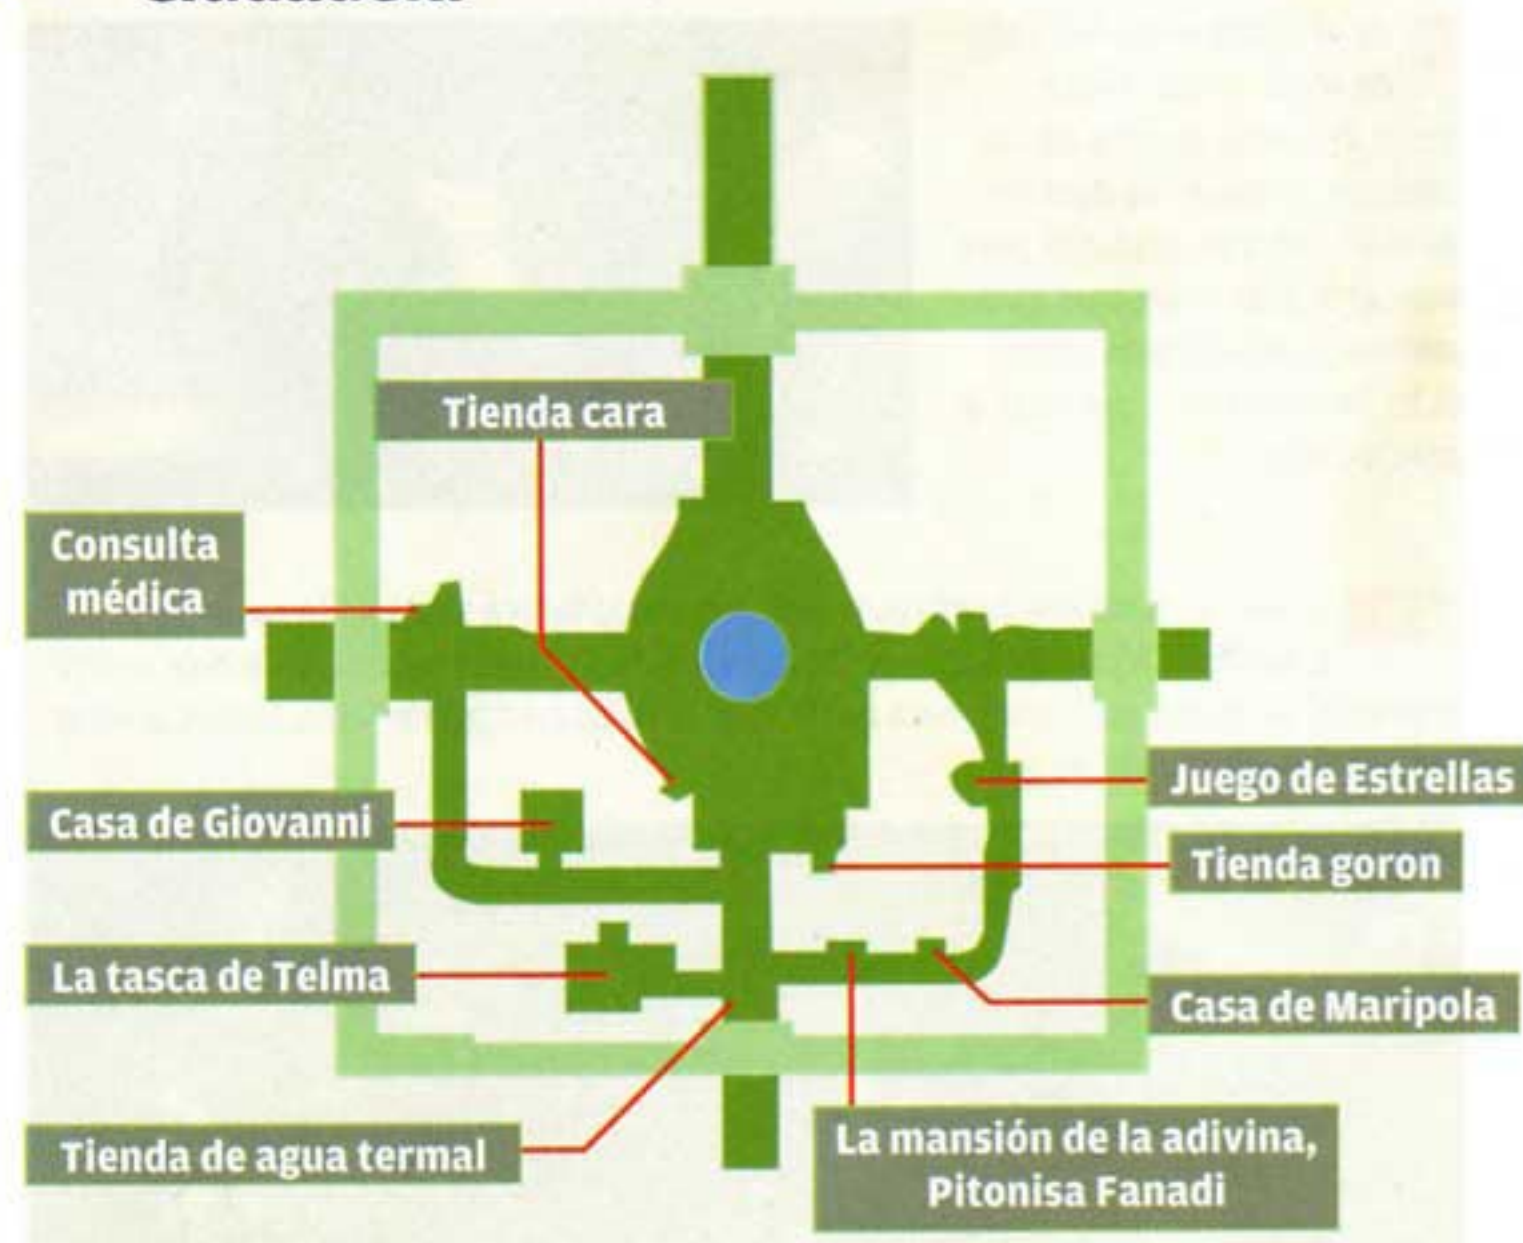 Tienda cara
Consulta
médica
Casa de Giovanni
Juego de Estrellas
Tienda goron
La tasca de Telma
Casa de Maripola
Tienda de agua termal
La mansión de la adivina,
Pitonisa Fanadi